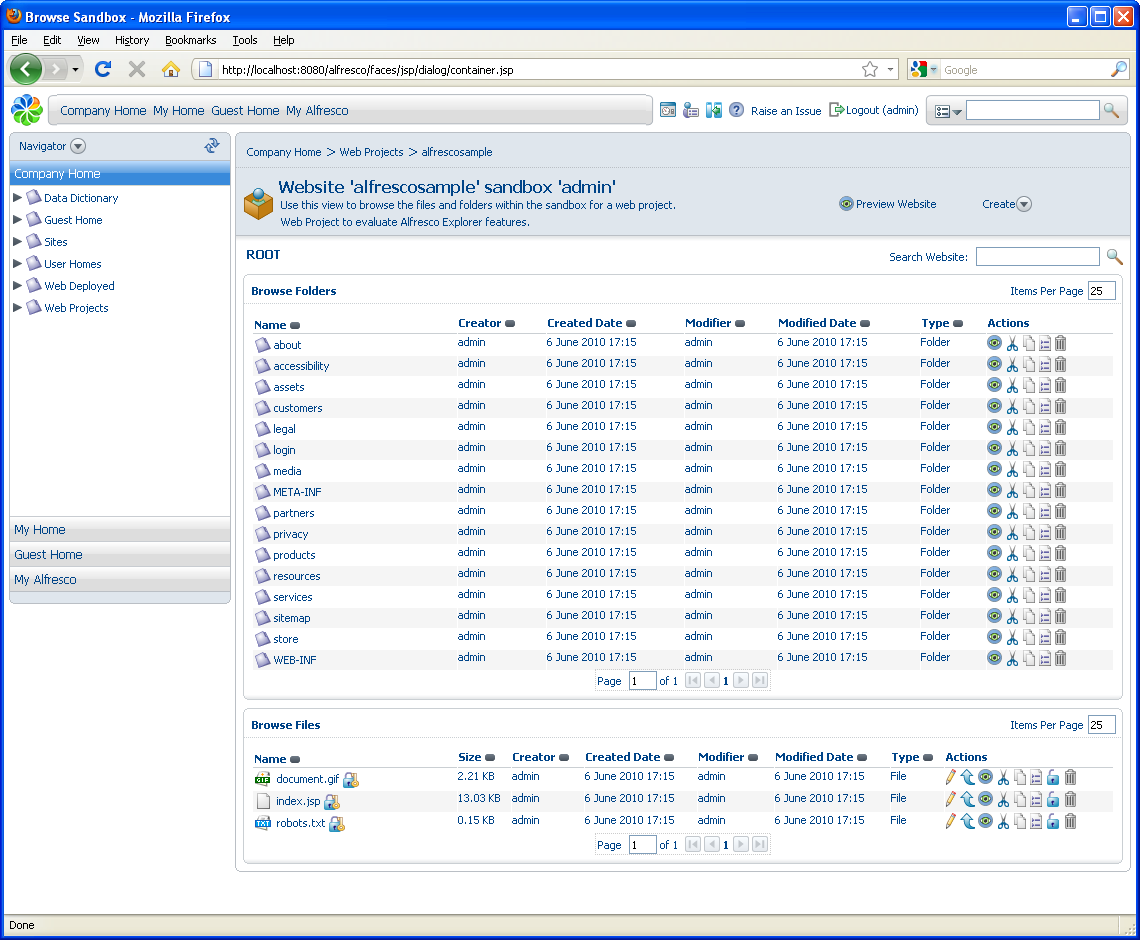 Browse Sandbox - Mozilla Firefox
File Edit View History Bookmarks Tools Help
http://localhost:8080/alfresco/faces/jsp/dialog/container.jsp Google
Company Home My Home Guest Home My Alfresco Raise an Issue Logout (admin)
Navigator
Company Home
Data Dictionary
Guest Home
Sites
User Homes
Web Deployed
Web Projects
My Home
Guest Home
My Alfresco
Company Home > Web Projects > alfrescosample
Website 'alfrescosample' sandbox 'admin'
Use this view to browse the files and folders within the sandbox for a web project.
Web Project to evaluate Alfresco Explorer features.
Preview Website Create
ROOT
Search Website:
Browse Folders Items Per Page 25
Name Creator Created Date Modifier Modified Date Type Actions
about admin 6 June 2010 17:15 admin 6 June 2010 17:15 Folder
accessibility admin 6 June 2010 17:15 admin 6 June 2010 17:15 Folder
assets admin 6 June 2010 17:15 admin 6 June 2010 17:15 Folder
customers admin 6 June 2010 17:15 admin 6 June 2010 17:15 Folder
legal admin 6 June 2010 17:15 admin 6 June 2010 17:15 Folder
login admin 6 June 2010 17:15 admin 6 June 2010 17:15 Folder
media admin 6 June 2010 17:15 admin 6 June 2010 17:15 Folder
META-INF admin 6 June 2010 17:15 admin 6 June 2010 17:15 Folder
partners admin 6 June 2010 17:15 admin 6 June 2010 17:15 Folder
privacy admin 6 June 2010 17:15 admin 6 June 2010 17:15 Folder
products admin 6 June 2010 17:15 admin 6 June 2010 17:15 Folder
resources admin 6 June 2010 17:15 admin 6 June 2010 17:15 Folder
services admin 6 June 2010 17:15 admin 6 June 2010 17:15 Folder
sitemap admin 6 June 2010 17:15 admin 6 June 2010 17:15 Folder
store admin 6 June 2010 17:15 admin 6 June 2010 17:15 Folder
WEB-INF admin 6 June 2010 17:15 admin 6 June 2010 17:15 Folder
Page 1 of 1 1
Browse Files Items Per Page 25
Name Size Creator Created Date Modifier Modified Date Type Actions
GIF document.gif 2.21 KB admin 6 June 2010 17:15 admin 6 June 2010 17:15 File
index.jsp 13.03 KB admin 6 June 2010 17:15 admin 6 June 2010 17:15 File
TXT robots.txt 0.15 KB admin 6 June 2010 17:15 admin 6 June 2010 17:15 File
Page 1 of 1 1
Done